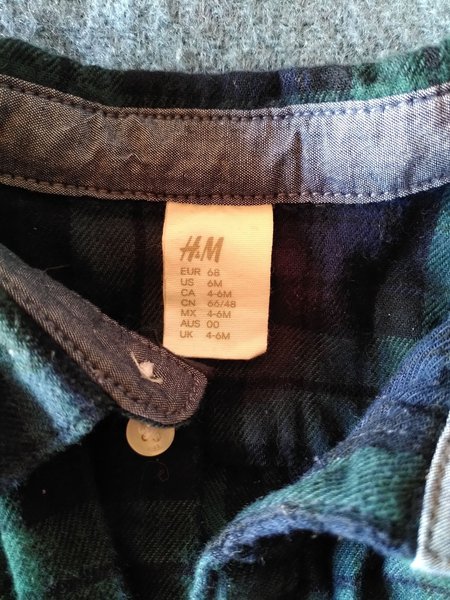 H&M
EUR 68
US 6M
CA 4-6M
CN 66/48
MX 4-6M
AUS 00
UK 4-6M